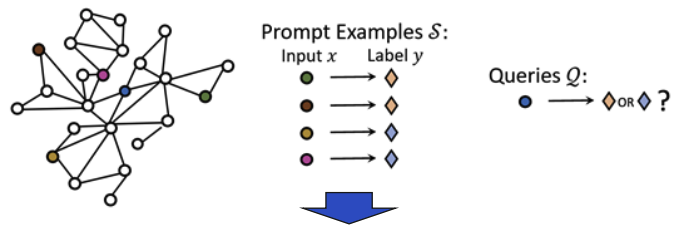 Prompt Examples 𝒮:
Input 𝑥 Label 𝑦
Queries 𝒬:
OR ?